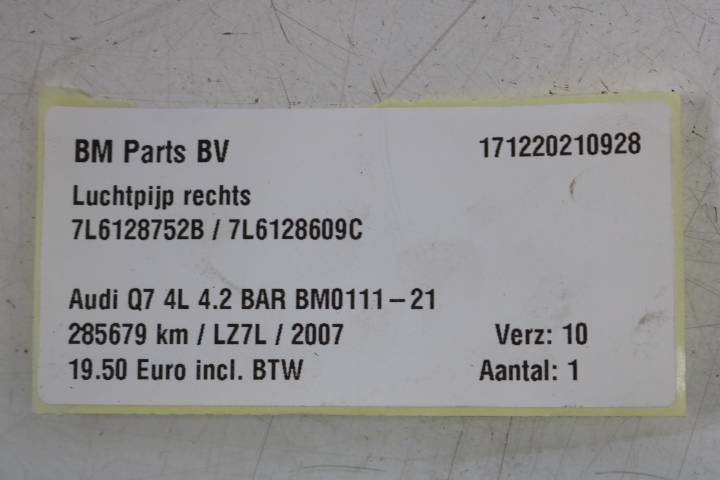 BM Parts BV 171220210928
Luchtpijp rechts
7L6128752B / 7L6128609C
Audi Q7 4L 4.2 BAR BM0111-21
285679 km / LZ7L / 2007 Verz: 10
19.50 Euro incl. BTW Aantal: 1